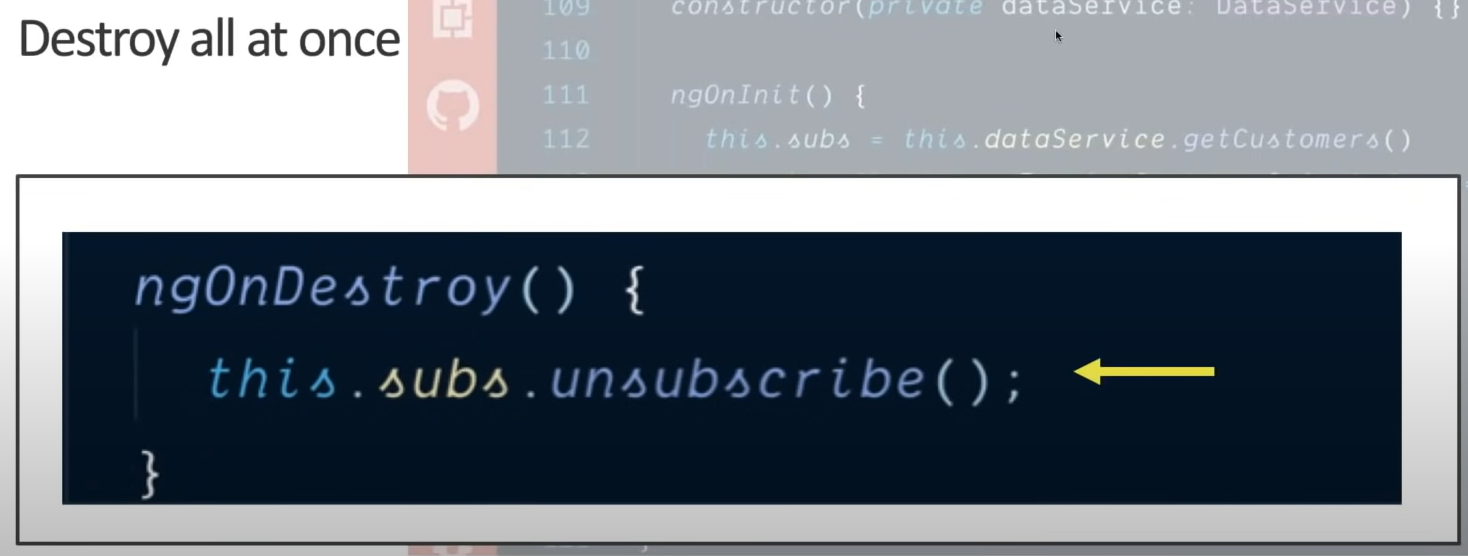 Destroy all at once
109 constructor(private dataService: DataService) {}
110
111 ngOnInit() {
112 this.subs = this.dataService.getCustomers()
ngOnDestroy() {
this.subs.unsubscribe();
}